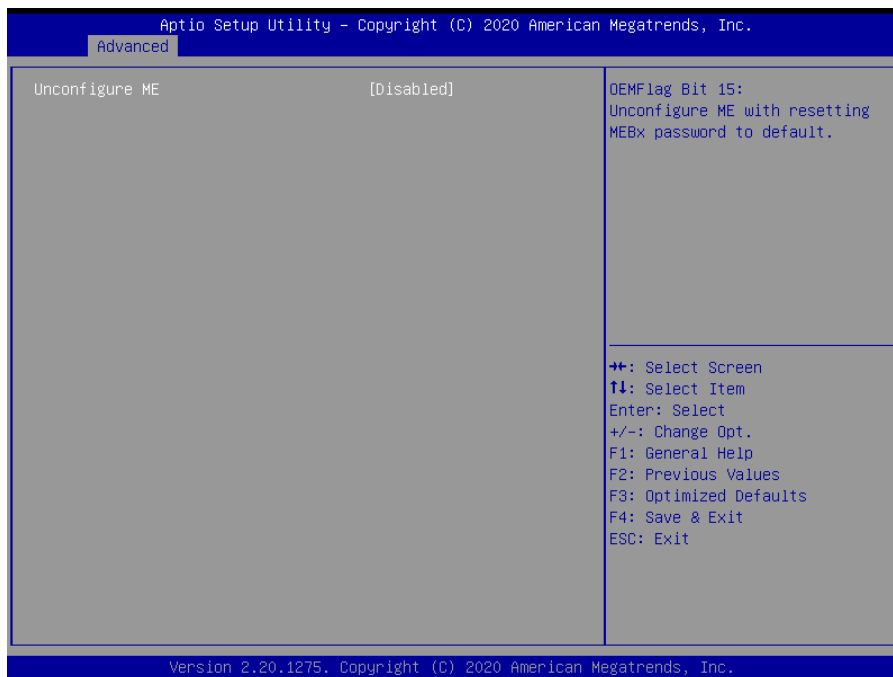 Aptio Setup Utility – Copyright (C) 2020 American Megatrends, Inc.
Advanced
Unconfigure ME [Disabled]
OEMFlag Bit 15:
Unconfigure ME with resetting
MEBx password to default.
→←: Select Screen
↑↓: Select Item
Enter: Select
+/-: Change Opt.
F1: General Help
F2: Previous Values
F3: Optimized Defaults
F4: Save & Exit
ESC: Exit
Version 2.20.1275. Copyright (C) 2020 American Megatrends, Inc.